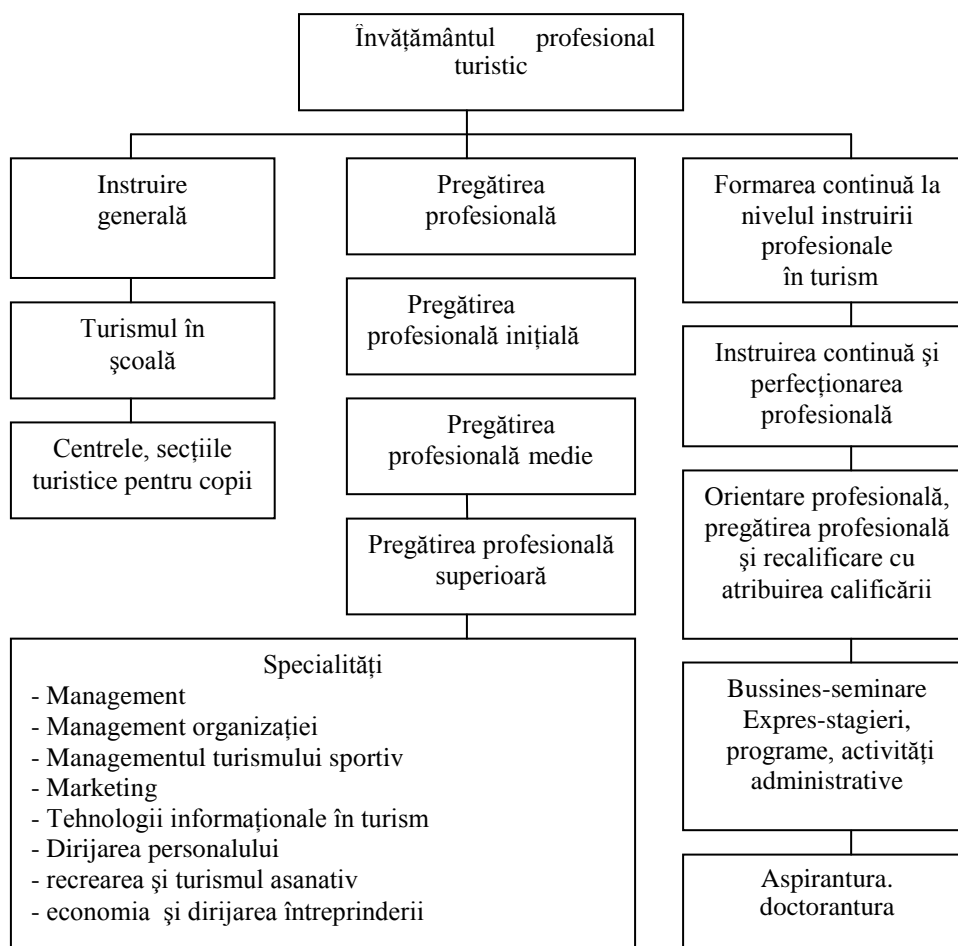 Învățământul profesional
turistic
Instruire
generală
Turismul în
şcoală
Centrele, secțiile
turistice pentru copii
Pregătirea
profesională
Pregătirea
profesională inițială
Pregătirea
profesională medie
Pregătirea profesională
superioară
Specialități
- Management
- Management organizației
- Managementul turismului sportiv
- Marketing
- Tehnologii informaționale în turism
- Dirijarea personalului
- recrearea şi turismul asanativ
- economia şi dirijarea întreprinderii
Formarea continuă la
nivelul instruirii
profesionale
în turism
Instruirea continuă şi
perfecționarea
profesională
Orientare profesională,
pregătirea profesională
şi recalificare cu
atribuirea calificării
Bussines-seminare
Expres-stagieri,
programe, activități
administrative
Aspirantura.
doctorantura